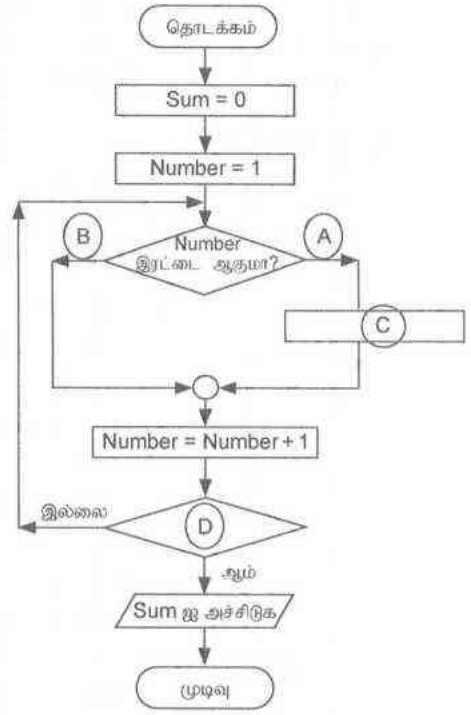 தொடக்கம்
Sum = 0
Number = 1
B
Number
இரட்டை ஆகுமா?
A
C
Number = Number + 1
இல்லை
D
ஆம்
Sum ஐ அச்சிடுக
முடிவு